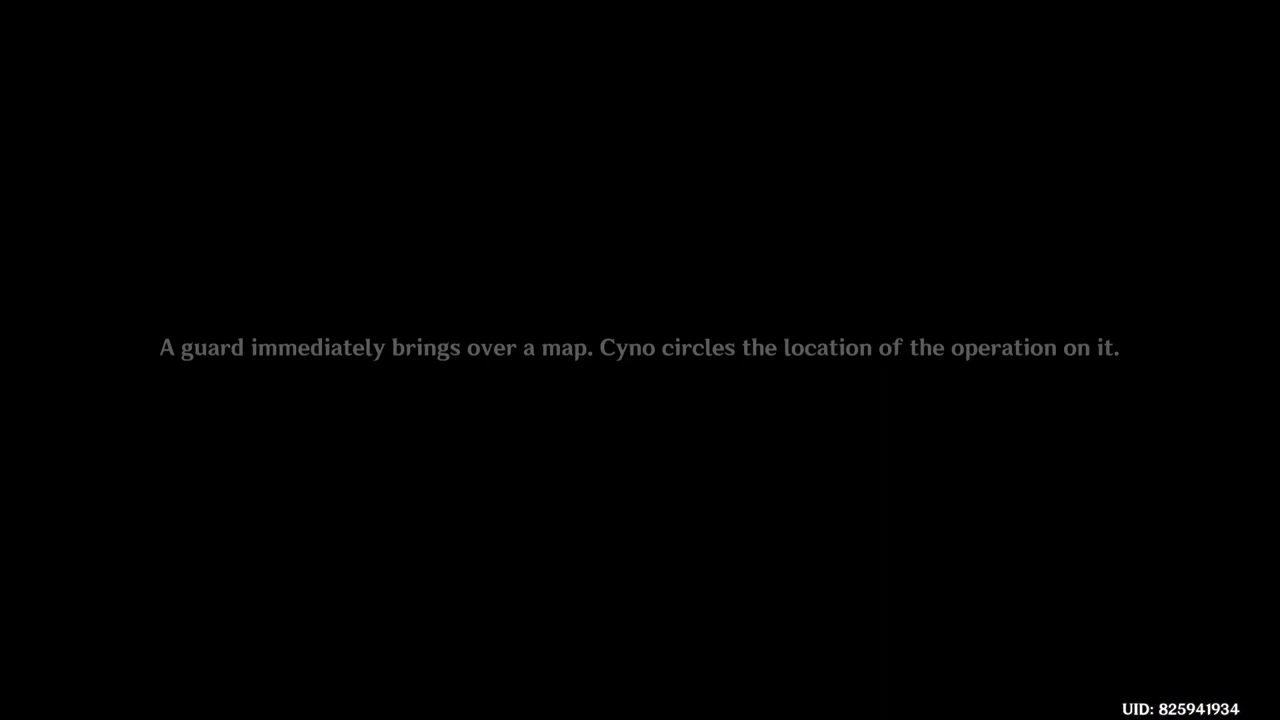 A guard immediately brings over a map. Cyno circles the location of the operation on it.
UID: 825941934